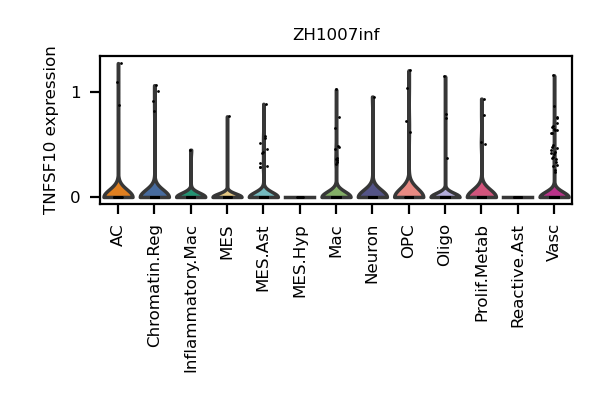 ZH1007inf
TNFSF10 expression
1
0
AC
Chromatin.Reg
Inflammatory.Mac
MES
MES.Ast
MES.Hyp
Mac
Neuron
OPC
Oligo
Prolif.Metab
Reactive.Ast
Vasc